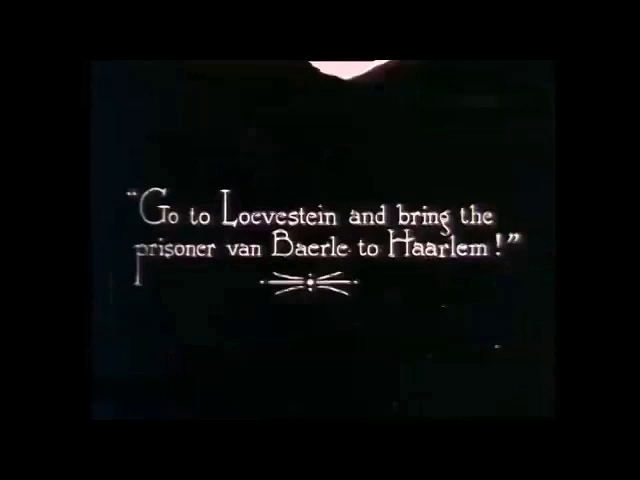 "Go to Loevestein and bring the
prisoner van Baerle to Haarlem!"